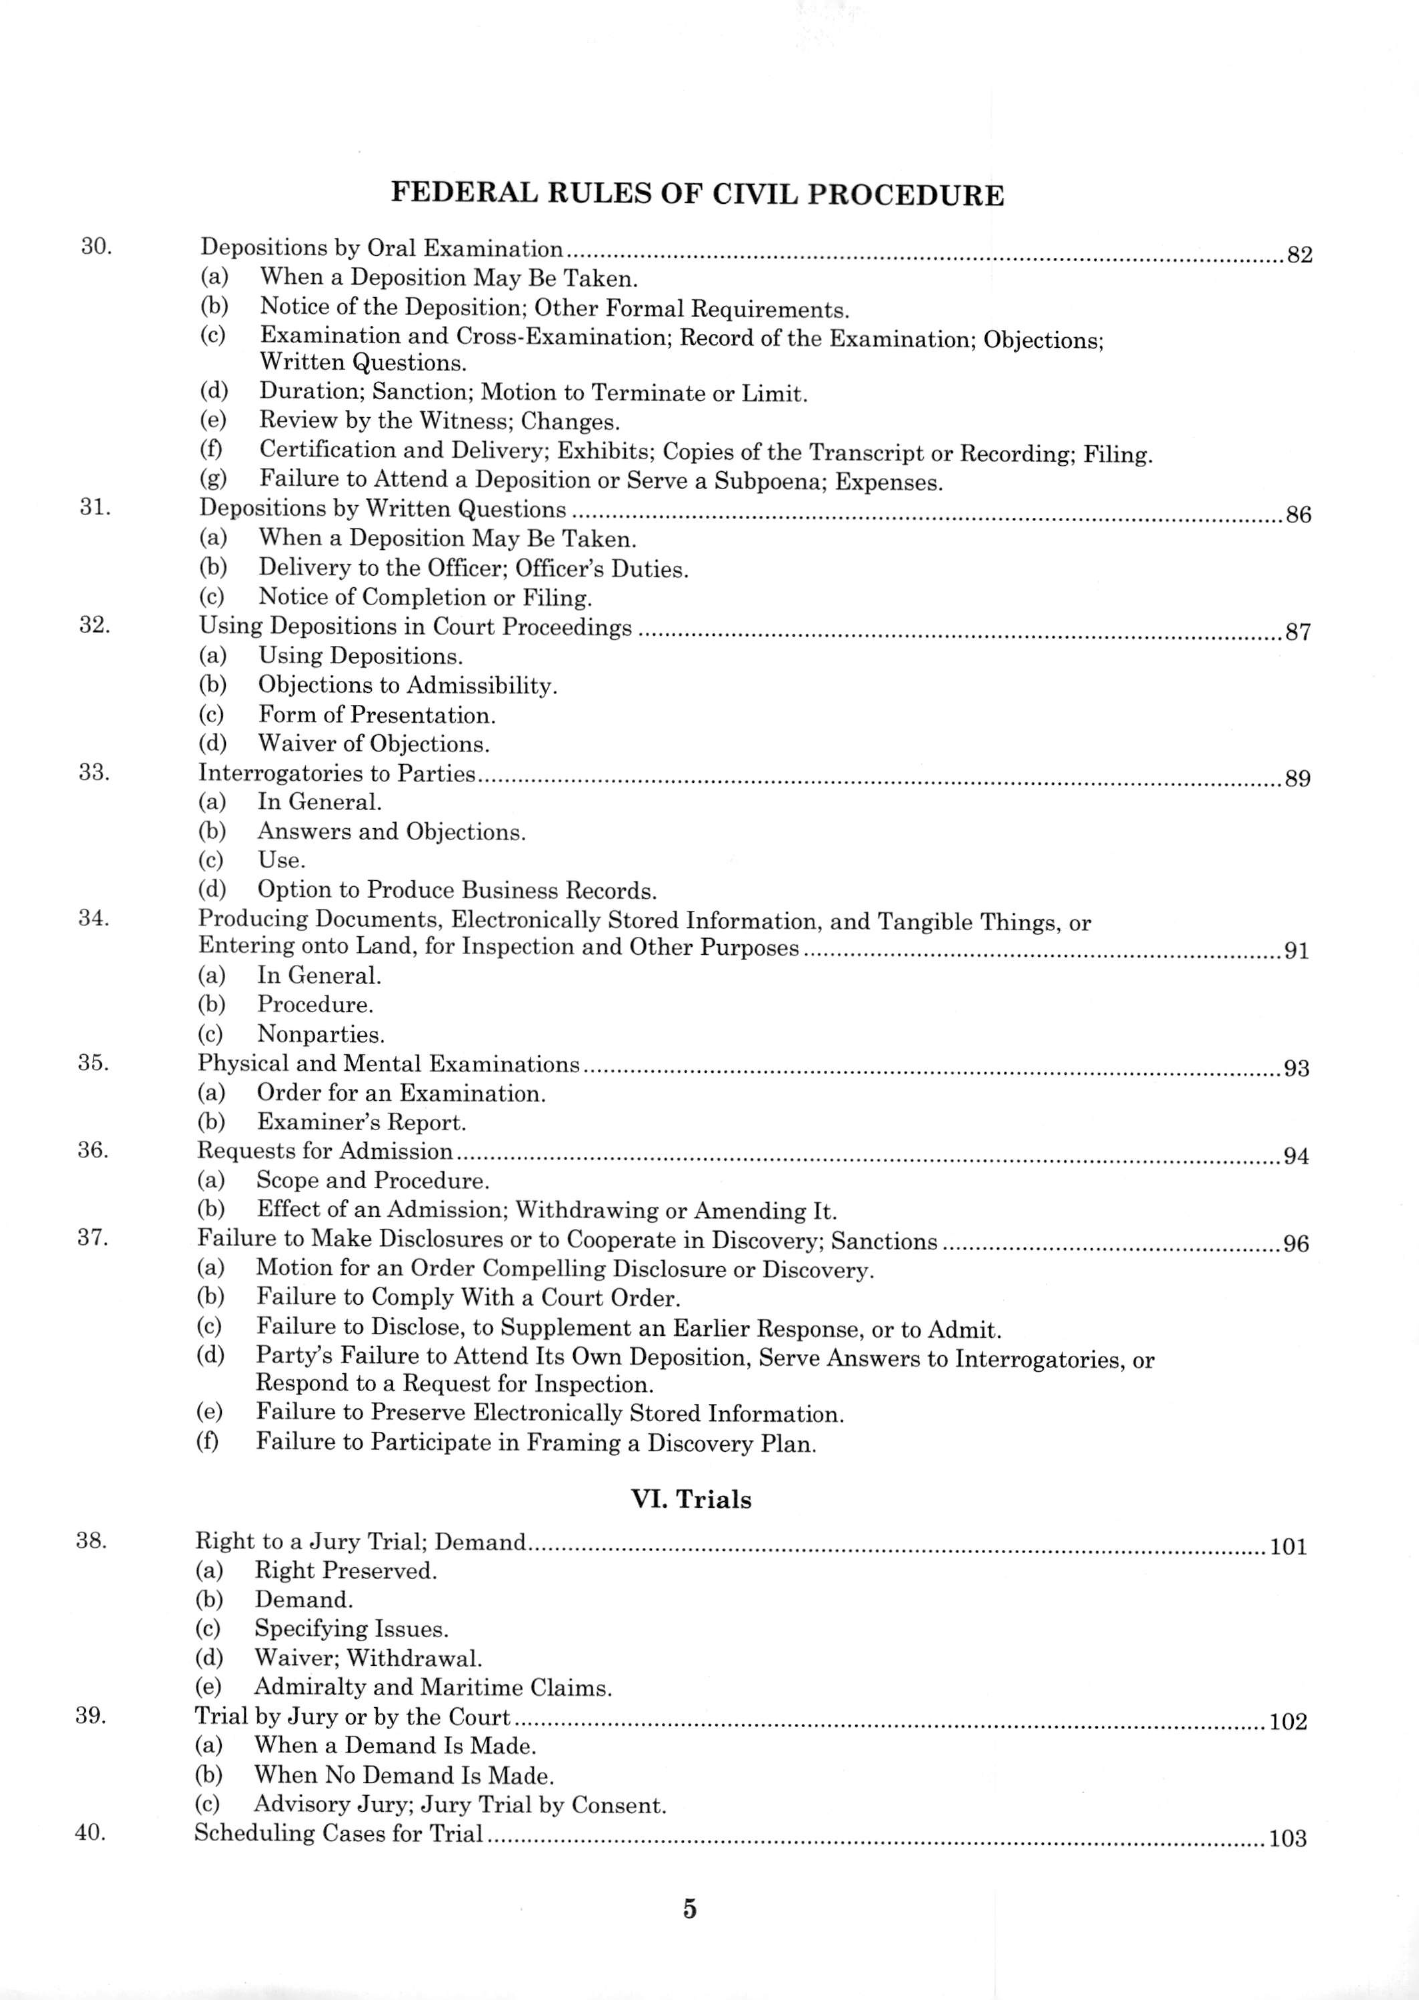 FEDERAL RULES OF CIVIL PROCEDURE
30. Depositions by Oral Examination 82
(a) When a Deposition May Be Taken.
(b) Notice of the Deposition; Other Formal Requirements.
(c) Examination and Cross-Examination; Record of the Examination; Objections;
Written Questions.
(d) Duration; Sanction; Motion to Terminate or Limit.
(e) Review by the Witness; Changes.
(f) Certification and Delivery; Exhibits; Copies of the Transcript or Recording; Filing.
(g) Failure to Attend a Deposition or Serve a Subpoena; Expenses.
31. Depositions by Written Questions 86
(a) When a Deposition May Be Taken.
(b) Delivery to the Officer; Officer's Duties.
(c) Notice of Completion or Filing.
32. Using Depositions in Court Proceedings 87
(a) Using Depositions.
(b) Objections to Admissibility.
(c) Form of Presentation.
(d) Waiver of Objections.
33. Interrogatories to Parties 89
(a) In General.
(b) Answers and Objections.
(c) Use.
(d) Option to Produce Business Records.
34. Producing Documents, Electronically Stored Information, and Tangible Things, or
Entering onto Land, for Inspection and Other Purposes 91
(a) In General.
(b) Procedure.
(c) Nonparties.
35. Physical and Mental Examinations 93
(a) Order for an Examination.
(b) Examiner's Report.
36. Requests for Admission 94
(a) Scope and Procedure.
(b) Effect of an Admission; Withdrawing or Amending It.
37. Failure to Make Disclosures or to Cooperate in Discovery; Sanctions 96
(a) Motion for an Order Compelling Disclosure or Discovery.
(b) Failure to Comply With a Court Order.
(c) Failure to Disclose, to Supplement an Earlier Response, or to Admit.
(d) Party's Failure to Attend Its Own Deposition, Serve Answers to Interrogatories, or
Respond to a Request for Inspection.
(e) Failure to Preserve Electronically Stored Information.
(f) Failure to Participate in Framing a Discovery Plan.
VI. Trials
38. Right to a Jury Trial; Demand 101
(a) Right Preserved.
(b) Demand.
(c) Specifying Issues.
(d) Waiver; Withdrawal.
(e) Admiralty and Maritime Claims.
39. Trial by Jury or by the Court 102
(a) When a Demand Is Made.
(b) When No Demand Is Made.
(c) Advisory Jury; Jury Trial by Consent.
40. Scheduling Cases for Trial 103
5